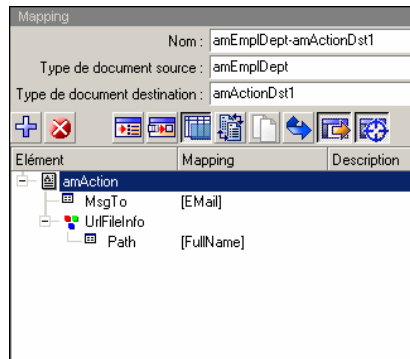 Mapping
Nom : amEmplDept-amActionDst1
Type de document source : amEmplDept
Type de document destination : amActionDst1
Elément Mapping Description
amAction
MsgTo [EMail]
UrlFileInfo
Path [FullName]